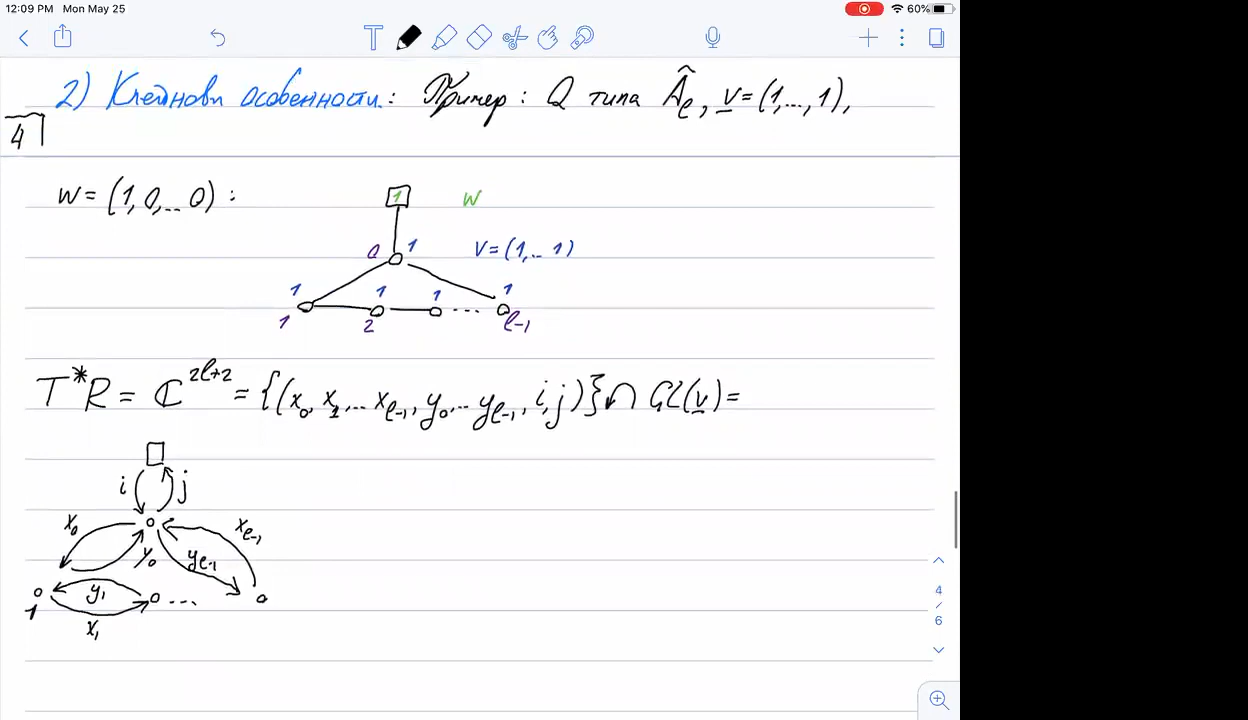 12:09 PM Mon May 25 60%
2) Клейновы особенности: Пример: Q типа Â_ℓ, v=(1,...,1),
4
w=(1,0,...0):
1 w
0 1 v=(1,...1)
1 1 1 1
1 2 ℓ-1
T*R = ℂ^{2ℓ+2} = {(x_0, x_1,...x_{ℓ-1}, y_0...y_{ℓ-1}, i,j)}↷ GL(v)=
i j
x_0 y_0 y_{ℓ-1} x_{ℓ-1}
1 y_1 ...
x_1
4
/
6